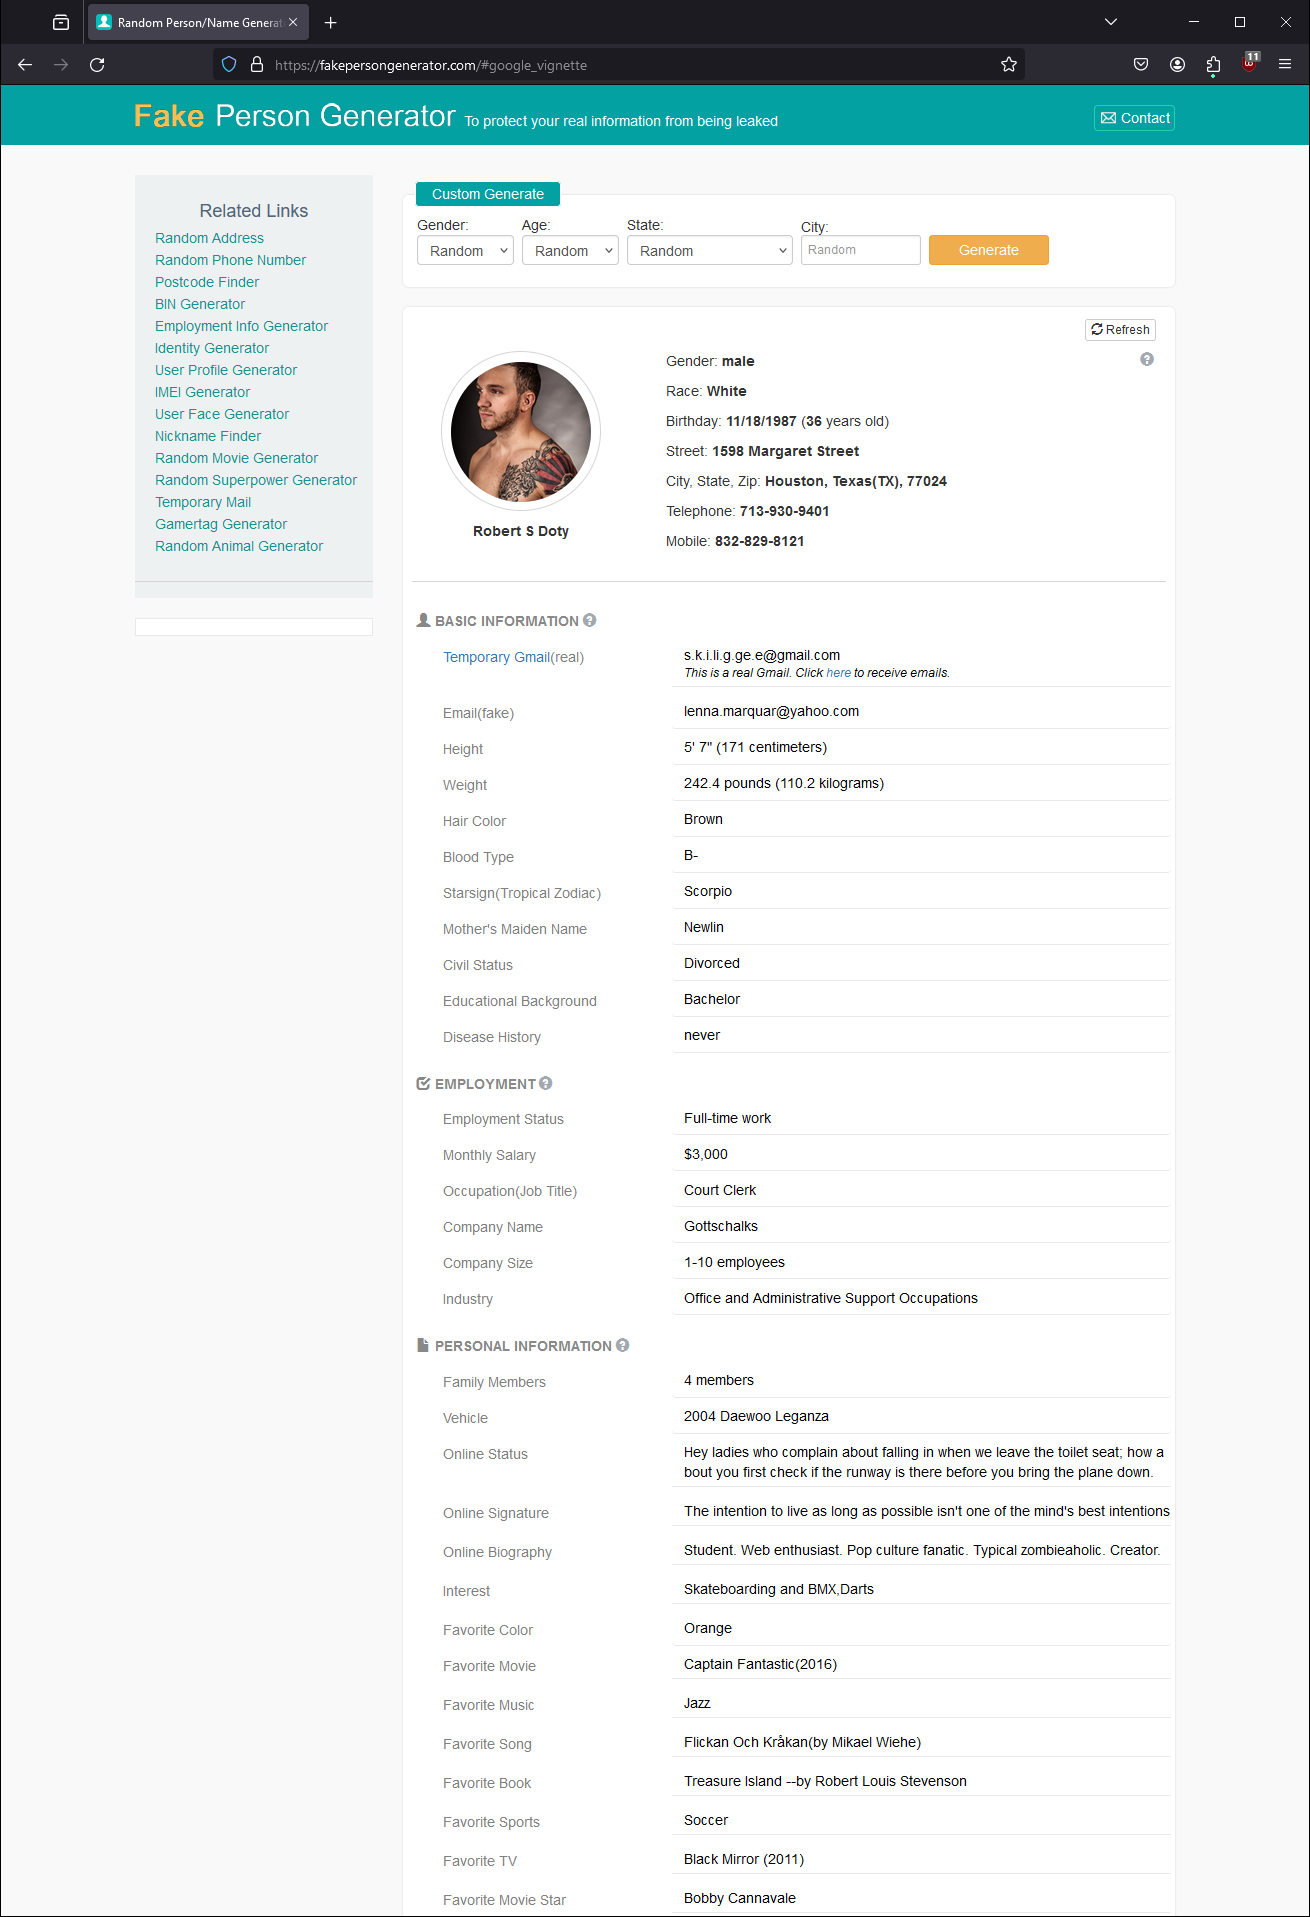 Random Person/Name Generat
https://fakepersongenerator.com/#google_vignette
11
Fake Person Generator To protect your real information from being leaked
Contact
Related Links
Random Address
Random Phone Number
Postcode Finder
BIN Generator
Employment Info Generator
Identity Generator
User Profile Generator
IMEI Generator
User Face Generator
Nickname Finder
Random Movie Generator
Random Superpower Generator
Temporary Mail
Gamertag Generator
Random Animal Generator
Custom Generate
Gender: Age: State: City:
Random Random Random Random Generate
Refresh
Robert S Doty
Gender: male
Race: White
Birthday: 11/18/1987 (36 years old)
Street: 1598 Margaret Street
City, State, Zip: Houston, Texas(TX), 77024
Telephone: 713-930-9401
Mobile: 832-829-8121
BASIC INFORMATION
Temporary Gmail(real) s.k.i.li.g.ge.e@gmail.com
This is a real Gmail. Click here to receive emails.
Email(fake) lenna.marquar@yahoo.com
Height 5' 7" (171 centimeters)
Weight 242.4 pounds (110.2 kilograms)
Hair Color Brown
Blood Type B-
Starsign(Tropical Zodiac) Scorpio
Mother's Maiden Name Newlin
Civil Status Divorced
Educational Background Bachelor
Disease History never
EMPLOYMENT
Employment Status Full-time work
Monthly Salary $3,000
Occupation(Job Title) Court Clerk
Company Name Gottschalks
Company Size 1-10 employees
Industry Office and Administrative Support Occupations
PERSONAL INFORMATION
Family Members 4 members
Vehicle 2004 Daewoo Leganza
Online Status Hey ladies who complain about falling in when we leave the toilet seat; how a
bout you first check if the runway is there before you bring the plane down.
Online Signature The intention to live as long as possible isn't one of the mind's best intentions
Online Biography Student. Web enthusiast. Pop culture fanatic. Typical zombieaholic. Creator.
Interest Skateboarding and BMX,Darts
Favorite Color Orange
Favorite Movie Captain Fantastic(2016)
Favorite Music Jazz
Favorite Song Flickan Och Kråkan(by Mikael Wiehe)
Favorite Book Treasure Island --by Robert Louis Stevenson
Favorite Sports Soccer
Favorite TV Black Mirror (2011)
Favorite Movie Star Bobby Cannavale